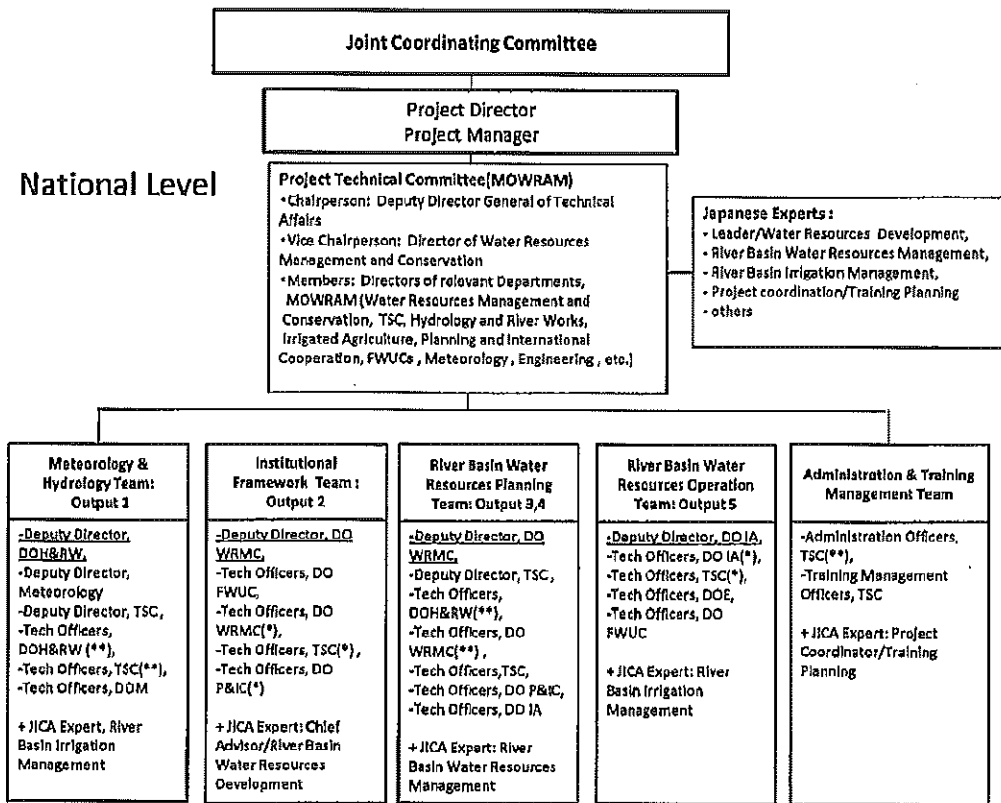 Joint Coordinating Committee
Project Director
Project Manager
National Level
Project Technical Committee(MOWRAM)
•Chairperson: Deputy Director General of Technical
Affairs
•Vice Chairperson: Director of Water Resources
Management and Conservation
•Members: Directors of relevant Departments,
MOWRAM (Water Resources Management and
Conservation, TSC, Hydrology and River Works,
Irrigated Agriculture, Planning and International
Cooperation, FWUCs, Meteorology, Engineering, etc.)
Japanese Experts:
- Leader/Water Resources Development,
- River Basin Water Resources Management,
- River Basin Irrigation Management,
- Project coordination/Training Planning
- others
Meteorology &
Hydrology Team:
Output 1
-Deputy Director,
DOH&RW,
-Deputy Director,
Meteorology
-Deputy Director, TSC,
-Tech Officers,
DOH&RW (**),
-Tech Officers, TSC(**),
-Tech Officers, DOM
+ JICA Expert, River
Basin Irrigation
Management
Institutional
Framework Team:
Output 2
-Deputy Director, DO
WRMC,
-Tech Officers, DO
FWUC,
-Tech Officers, DO
WRMC(*),
-Tech Officers, TSC(*),
-Tech Officers, DO
P&IC(*)
+ JICA Expert: Chief
Advisor/River Basin
Water Resources
Development
River Basin Water
Resources Planning
Team: Output 3,4
-Deputy Director, DO
WRMC,
-Deputy Director, TSC,
-Tech Officers,
DOH&RW(**),
-Tech Officers, DO
WRMC(**),
-Tech Officers,TSC,
-Tech Officers, DO P&IC,
-Tech Officers, DO IA
+ JICA Expert: River
Basin Water Resources
Management
River Basin Water
Resources Operation
Team: Output 5
-Deputy Director, DO IA,
-Tech Officers, DO IA(*),
-Tech Officers, TSC(*),
-Tech Officers, DOE,
-Tech Officers, DO
FWUC
+ JICA Expert: River
Basin Irrigation
Management
Administration & Training
Management Team
-Administration Officers,
TSC(**),
-Training Management
Officers, TSC
+ JICA Expert: Project
Coordinator/Training
Planning